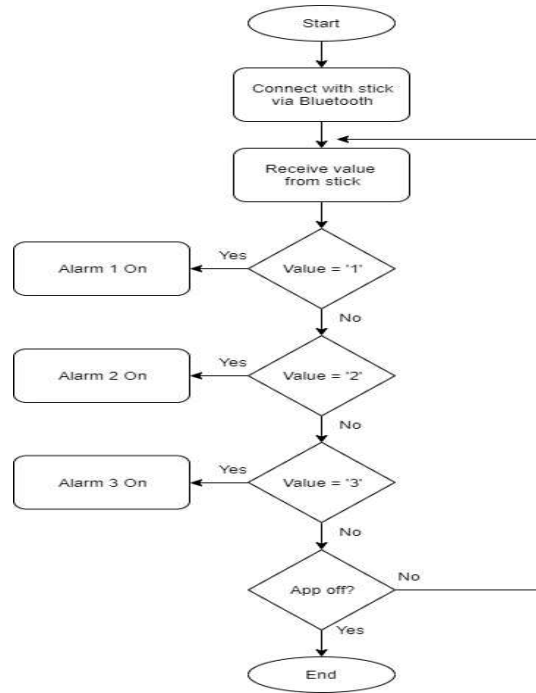 Start
Connect with stick
via Bluetooth
Receive value
from stick
Yes
Alarm 1 On
Value = '1'
No
Yes
Alarm 2 On
Value = '2'
No
Yes
Alarm 3 On
Value = '3'
No
App off?
No
Yes
End